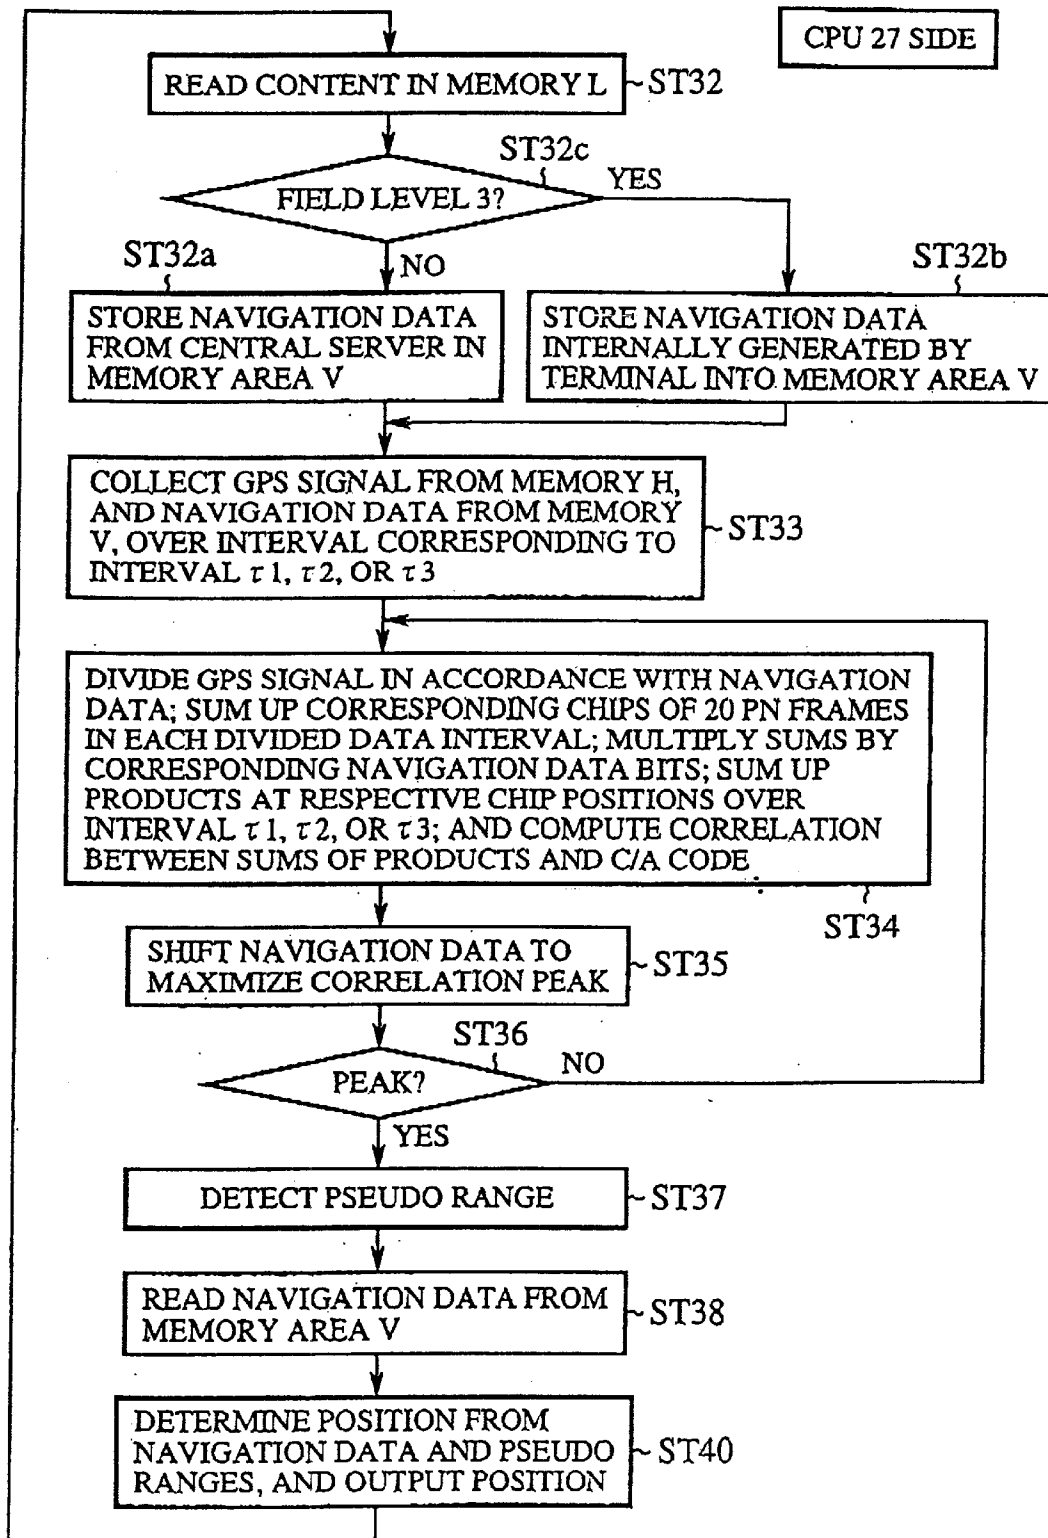 CPU 27 SIDE
READ CONTENT IN MEMORY L
ST32
ST32c
FIELD LEVEL 3?
YES
NO
ST32a
ST32b
STORE NAVIGATION DATA
FROM CENTRAL SERVER IN
MEMORY AREA V
STORE NAVIGATION DATA
INTERNALLY GENERATED BY
TERMINAL INTO MEMORY AREA V
COLLECT GPS SIGNAL FROM MEMORY H,
AND NAVIGATION DATA FROM MEMORY
V, OVER INTERVAL CORRESPONDING TO
INTERVAL τ1, τ2, OR τ3
ST33
DIVIDE GPS SIGNAL IN ACCORDANCE WITH NAVIGATION
DATA; SUM UP CORRESPONDING CHIPS OF 20 PN FRAMES
IN EACH DIVIDED DATA INTERVAL; MULTIPLY SUMS BY
CORRESPONDING NAVIGATION DATA BITS; SUM UP
PRODUCTS AT RESPECTIVE CHIP POSITIONS OVER
INTERVAL τ1, τ2, OR τ3; AND COMPUTE CORRELATION
BETWEEN SUMS OF PRODUCTS AND C/A CODE
ST34
SHIFT NAVIGATION DATA TO
MAXIMIZE CORRELATION PEAK
ST35
ST36
PEAK?
NO
YES
DETECT PSEUDO RANGE
ST37
READ NAVIGATION DATA FROM
MEMORY AREA V
ST38
DETERMINE POSITION FROM
NAVIGATION DATA AND PSEUDO
RANGES, AND OUTPUT POSITION
ST40